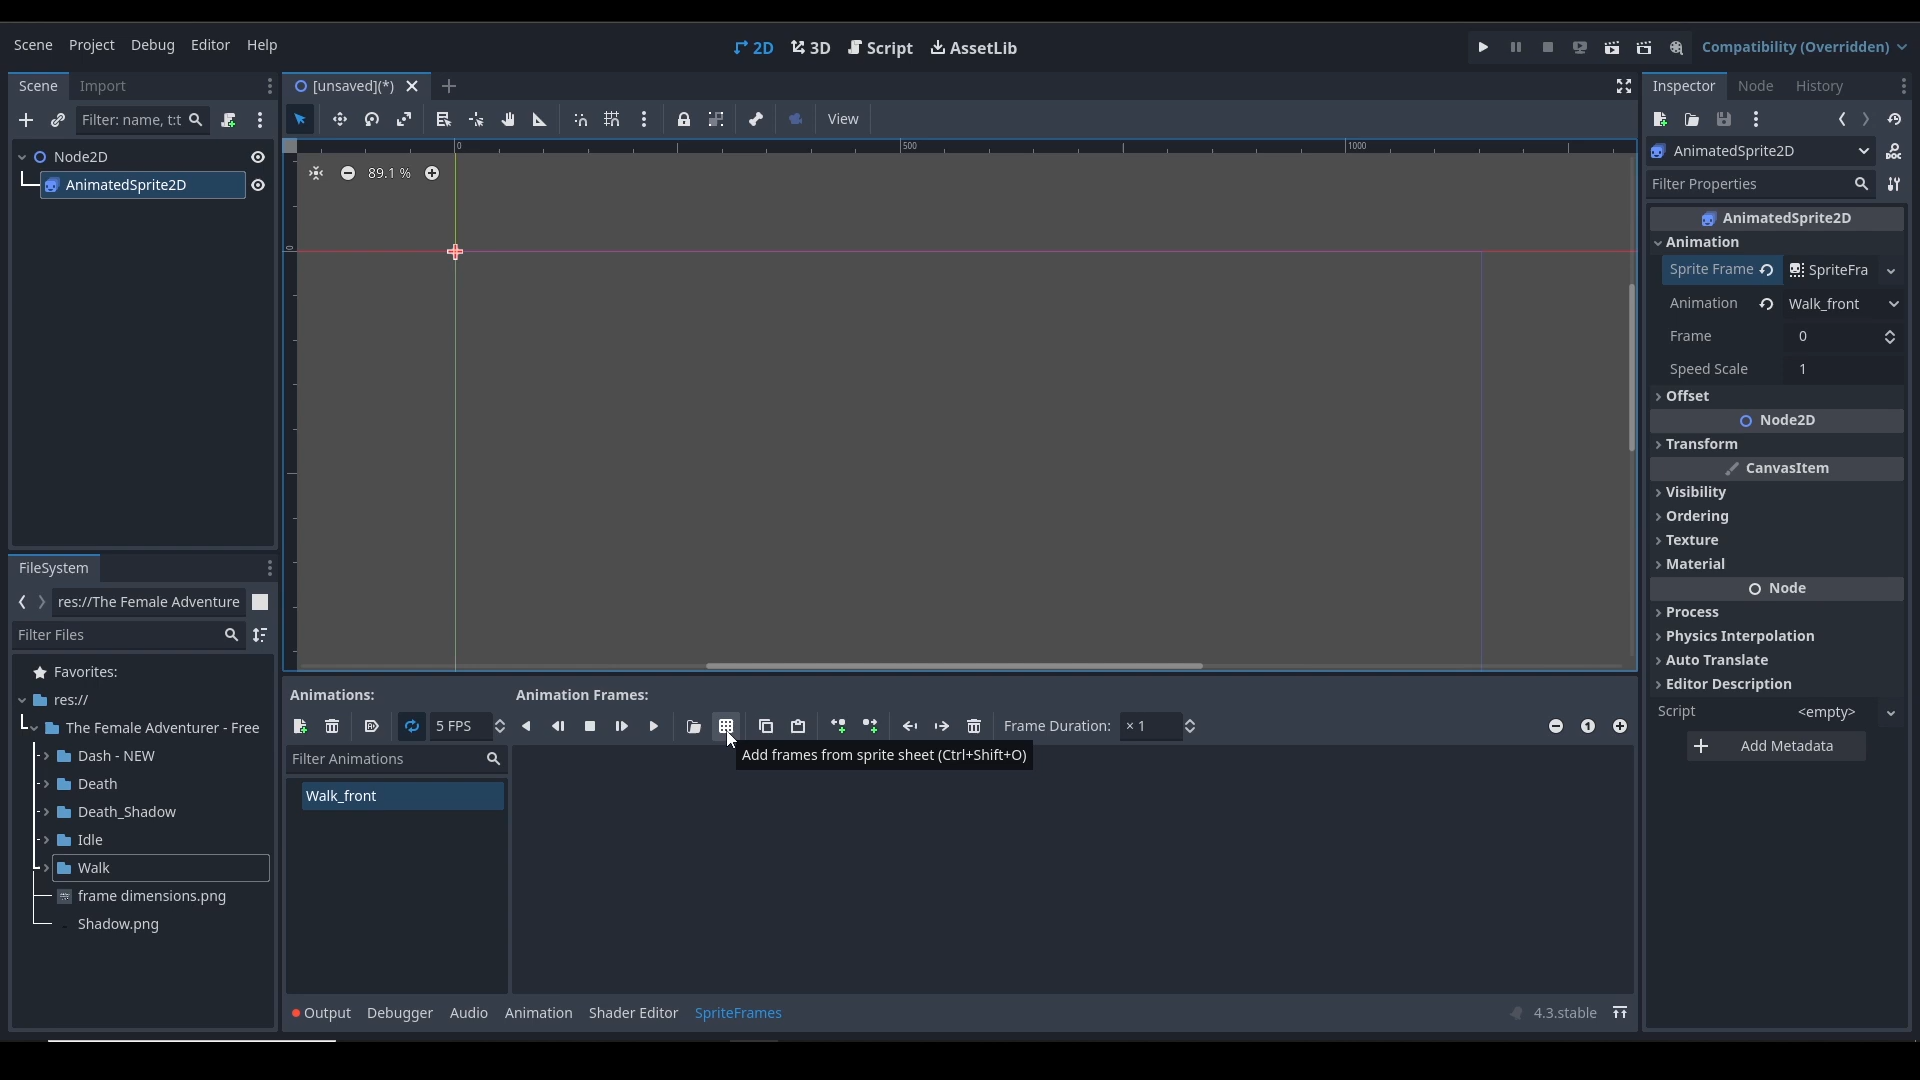 Scene Project Debug Editor Help
2D 3D Script AssetLib
Compatibility (Overridden)
Scene Import
Filter: name, t:t
Node2D
AnimatedSprite2D
FileSystem
res://The Female Adventure
Filter Files
Favorites:
res://
The Female Adventurer - Free
Dash - NEW
Death
Death_Shadow
Idle
Walk
frame dimensions.png
Shadow.png
[unsaved](*)
View
0 500 1000
0
89.1 %
Animations: Animation Frames:
5 FPS
Frame Duration: × 1
1
Filter Animations
Add frames from sprite sheet (Ctrl+Shift+O)
Walk_front
Output Debugger Audio Animation Shader Editor SpriteFrames
4.3.stable
Inspector Node History
AnimatedSprite2D
DOC
Filter Properties
AnimatedSprite2D
Animation
Sprite Frame SpriteFra
Animation Walk_front
Frame 0
Speed Scale 1
Offset
Node2D
Transform
CanvasItem
Visibility
Ordering
Texture
Material
Node
Process
Physics Interpolation
Auto Translate
Editor Description
Script <empty>
Add Metadata